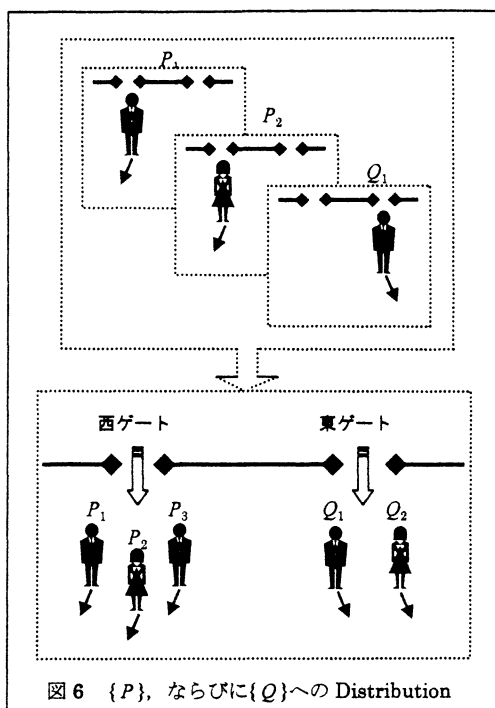 P₁
P₂
Q₁
西ゲート 東ゲート
P₁ P₂ P₃ Q₁ Q₂
図 6 {P}, ならびに{Q}への Distribution